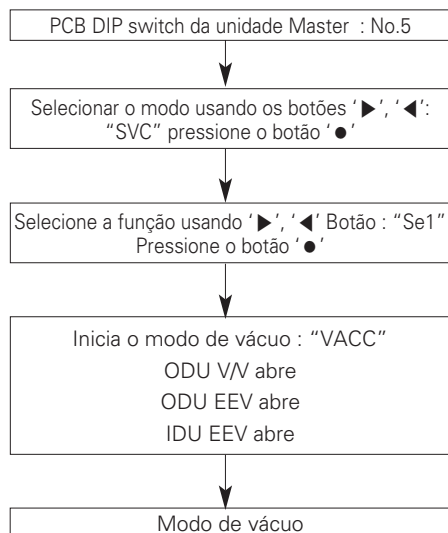 PCB DIP switch da unidade Master : No.5
Selecionar o modo usando os botões ‘▶’, ‘◀’:
“SVC” pressione o botão ‘●’
Selecione a função usando ‘▶’, ‘◀’ Botão : “Se1”
Pressione o botão ‘●’
Inicia o modo de vácuo : “VACC”
ODU V/V abre
ODU EEV abre
IDU EEV abre
Modo de vácuo